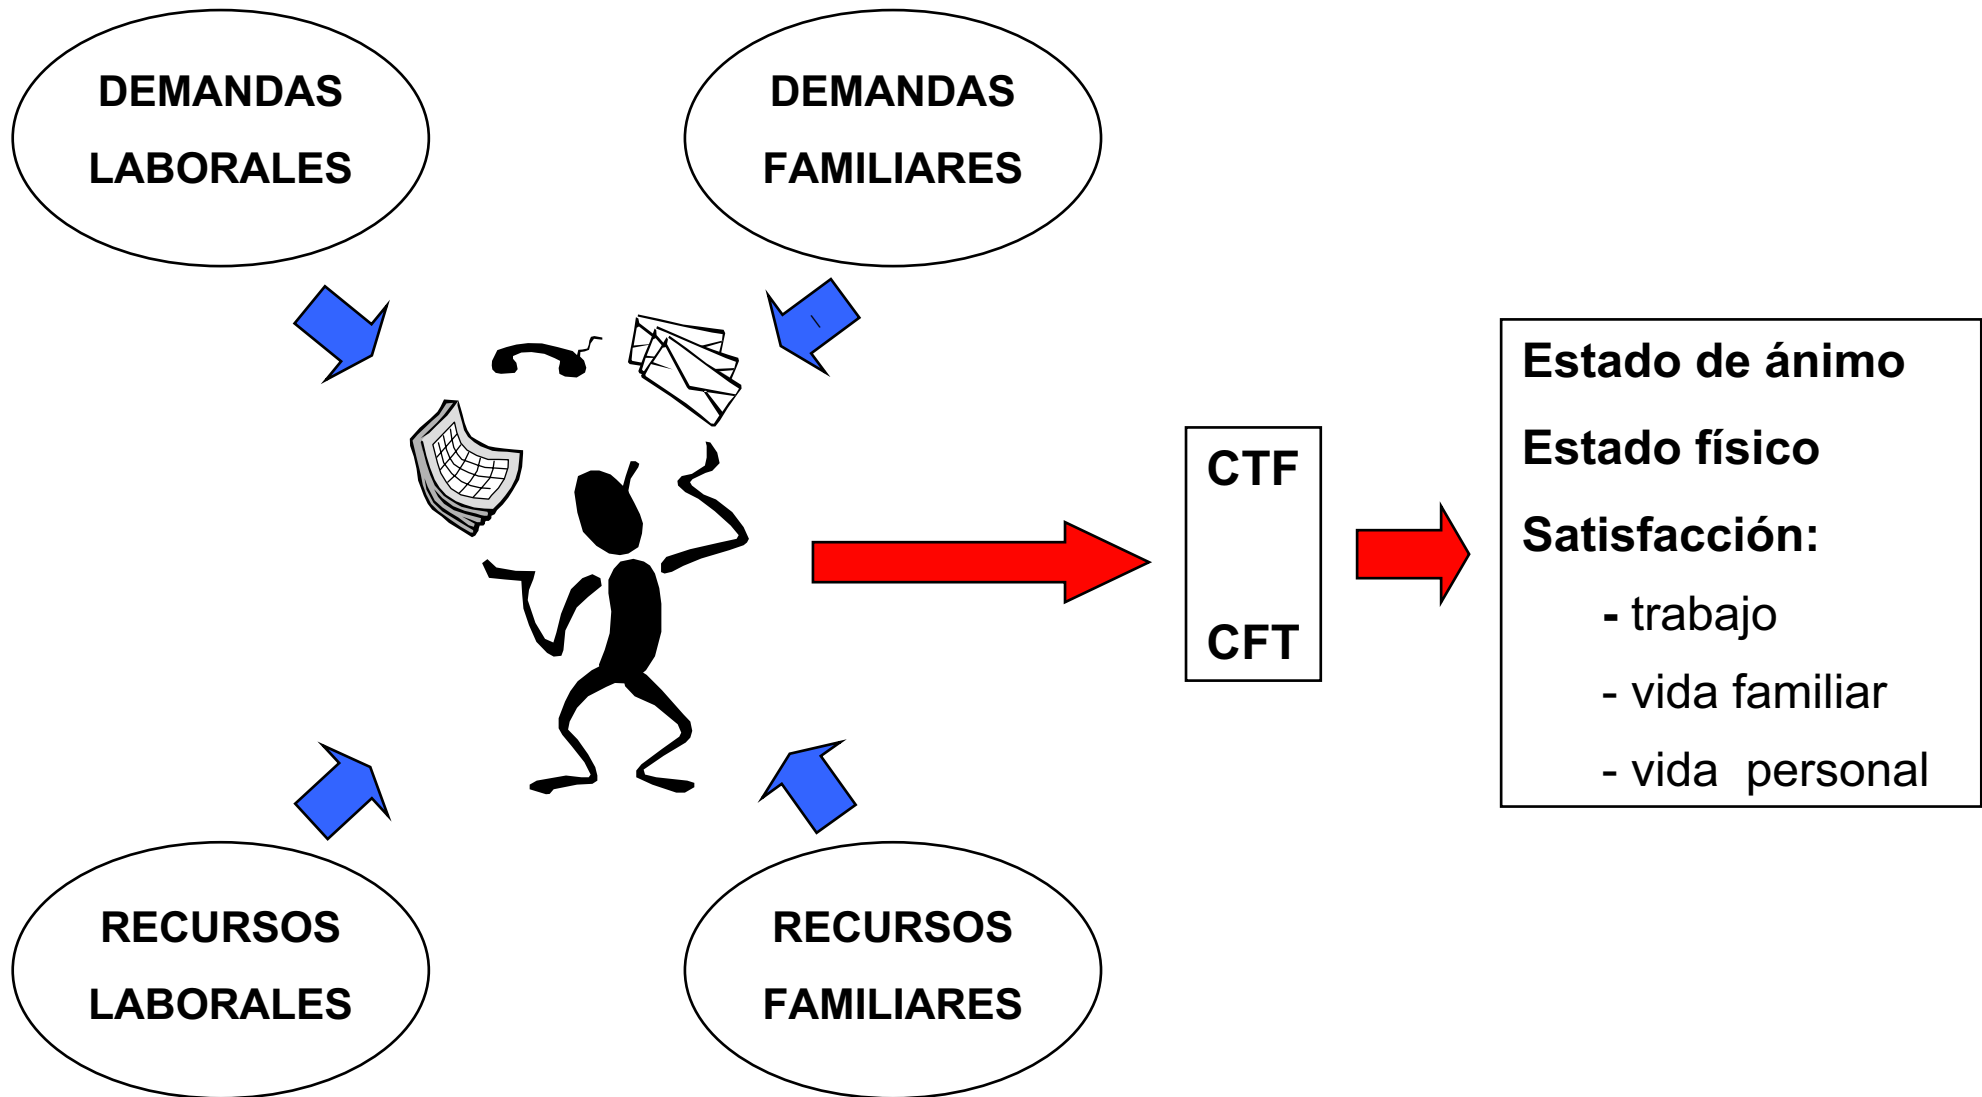 DEMANDAS
LABORALES
DEMANDAS
FAMILIARES
CTF
CFT
Estado de ánimo
Estado físico
Satisfacción:
- trabajo
- vida familiar
- vida  personal
RECURSOS
LABORALES
RECURSOS
FAMILIARES